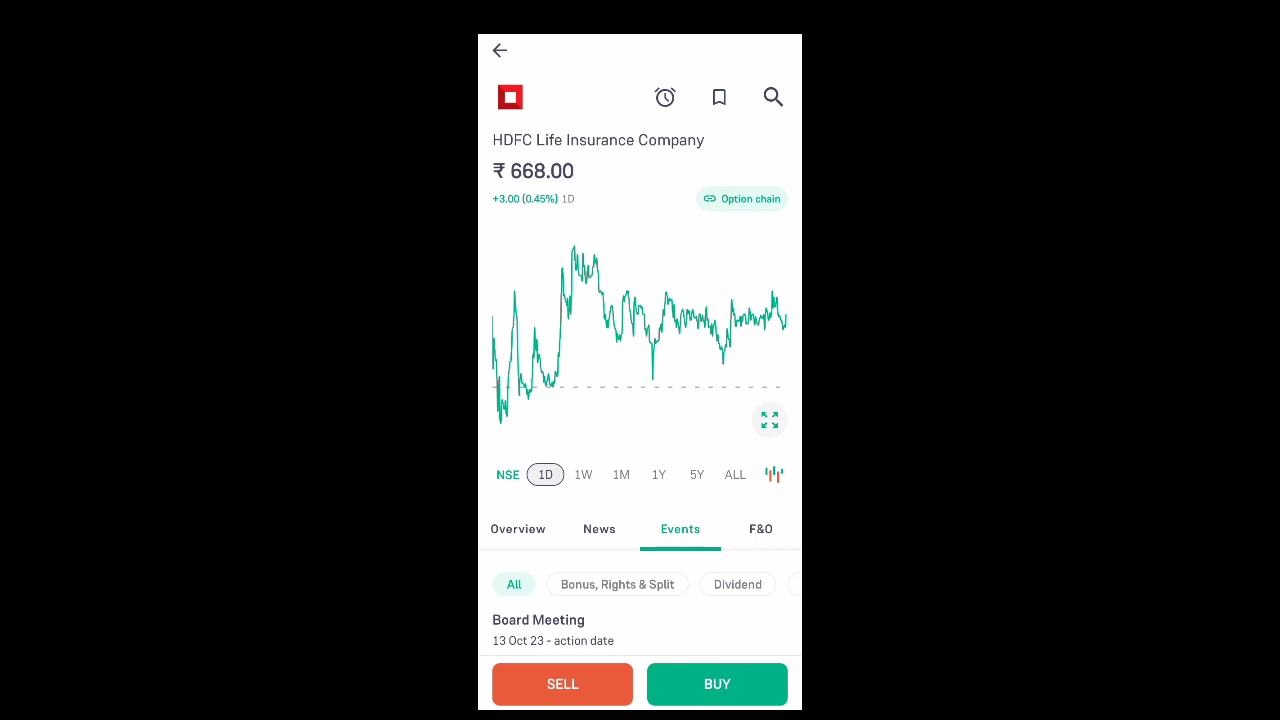 HDFC Life Insurance Company
₹ 668.00
+3.00 (0.45%) 1D
Option chain
NSE 1D 1W 1M 1Y 5Y ALL
Overview News Events F&O
All Bonus, Rights & Split Dividend
Board Meeting
13 Oct 23 - action date
SELL BUY